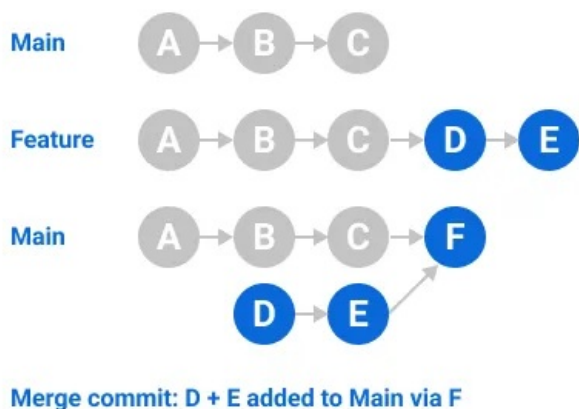 Main A B C
Feature A B C D E
Main A B C F
D E
Merge commit: D + E added to Main via F